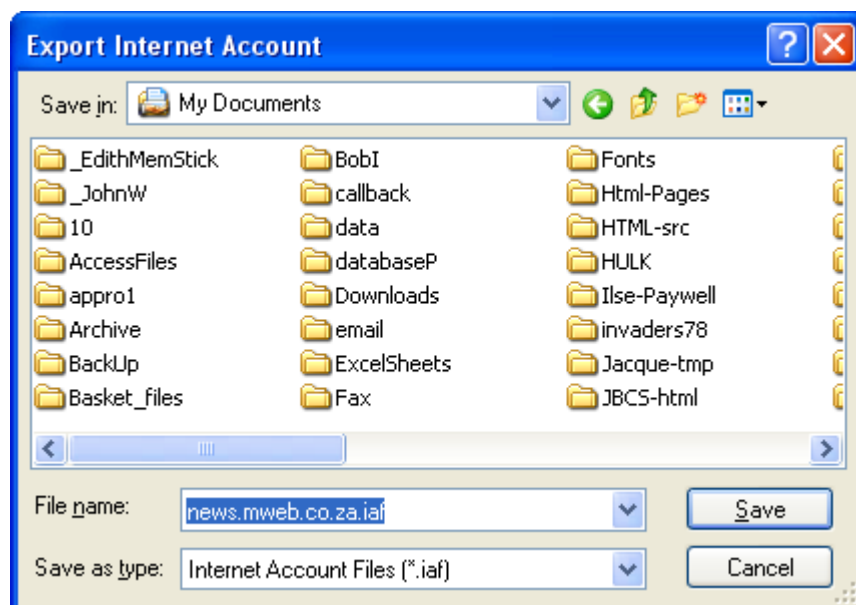 Export Internet Account
Save in: My Documents
_EdithMemStick BobI Fonts
_JohnW callback Html-Pages
10 data HTML-src
AccessFiles databaseP HULK
appro1 Downloads Ilse-Paywell
Archive email invaders78
BackUp ExcelSheets Jacque-tmp
Basket_files Fax JBCS-html
File name: news.mweb.co.za.iaf Save
Save as type: Internet Account Files (*.iaf) Cancel